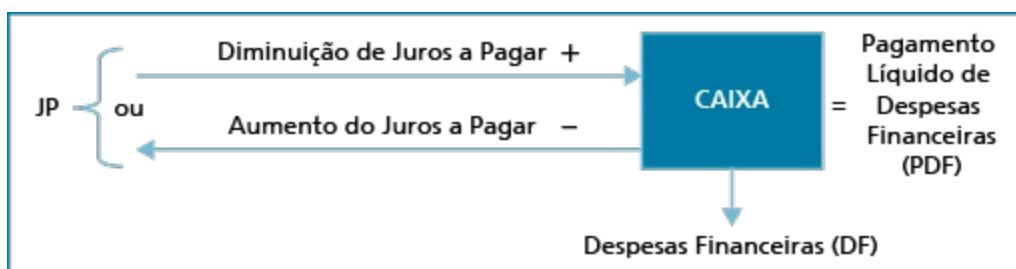 Diminuição de Juros a Pagar +
JP
ou
Aumento do Juros a Pagar –
CAIXA
=
Pagamento
Líquido de
Despesas
Financeiras
(PDF)
Despesas Financeiras (DF)